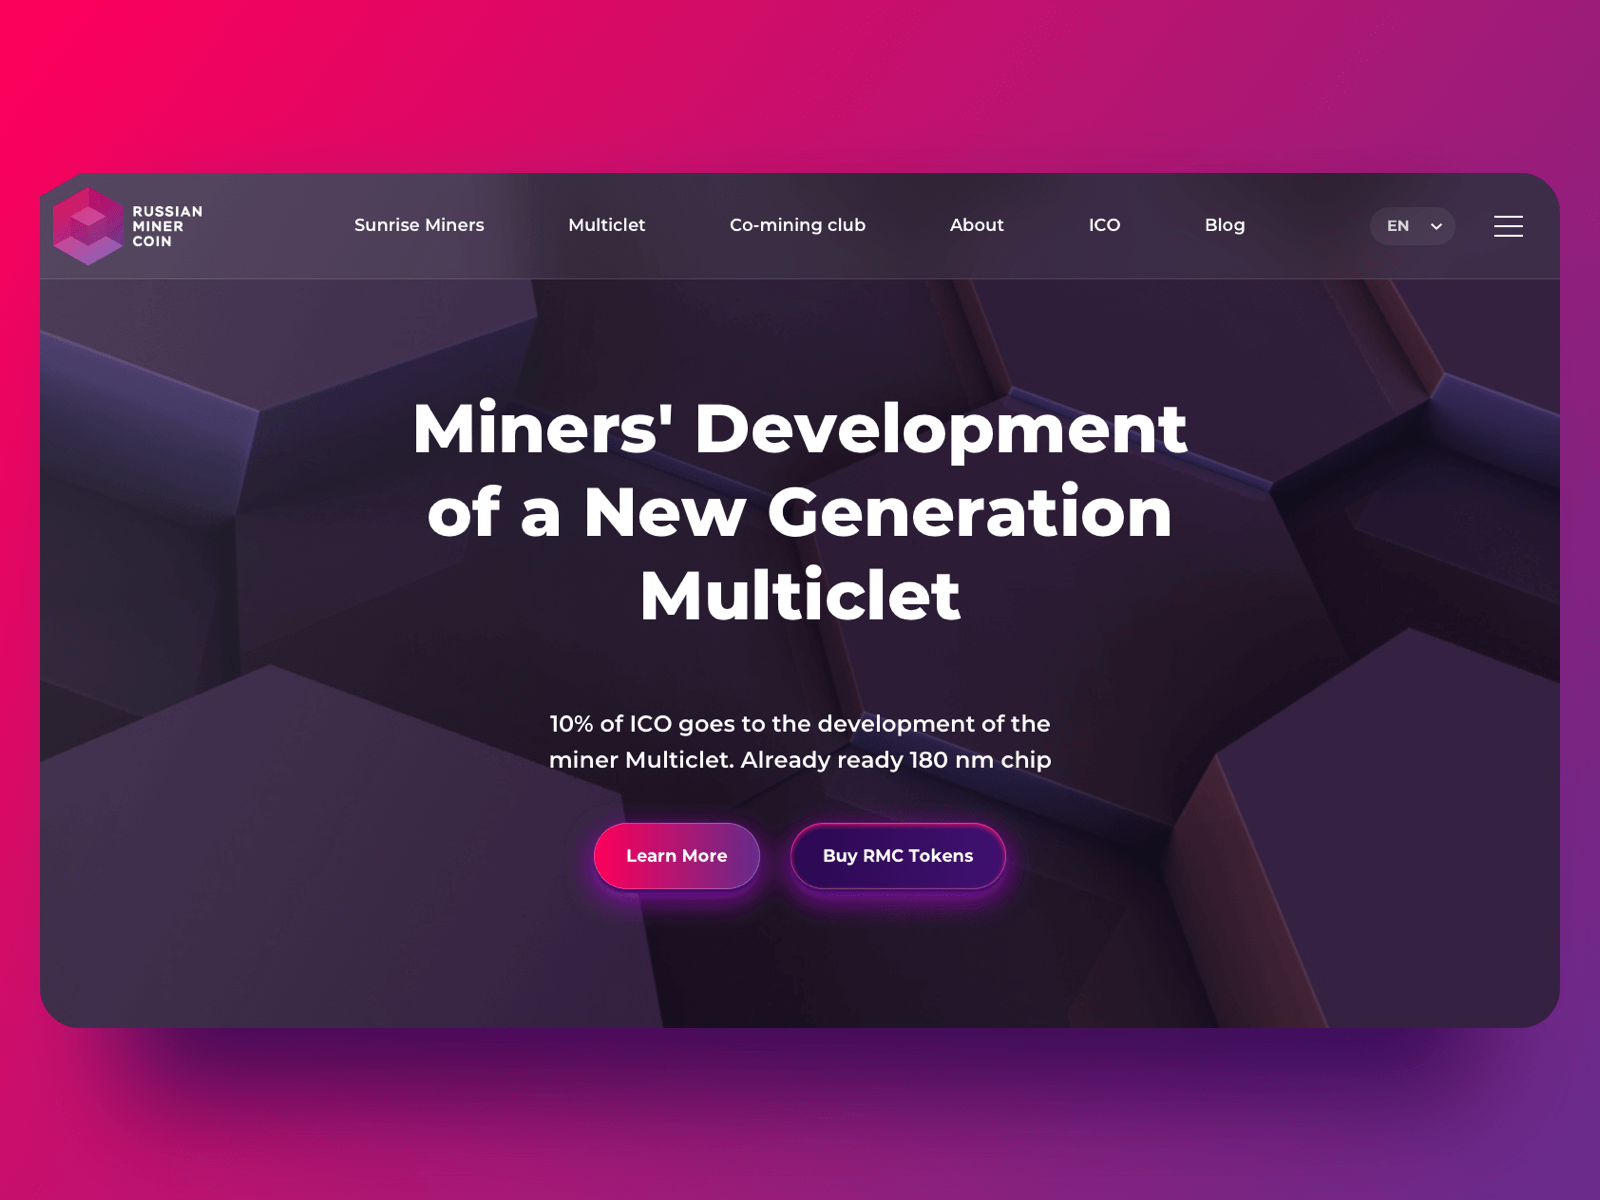 RUSSIAN
MINER
COIN
Sunrise Miners
Multiclet
Co-mining club
About
ICO
Blog
EN
Miners' Development
of a New Generation
Multiclet
10% of ICO goes to the development of the
miner Multiclet. Already ready 180 nm chip
Learn More
Buy RMC Tokens